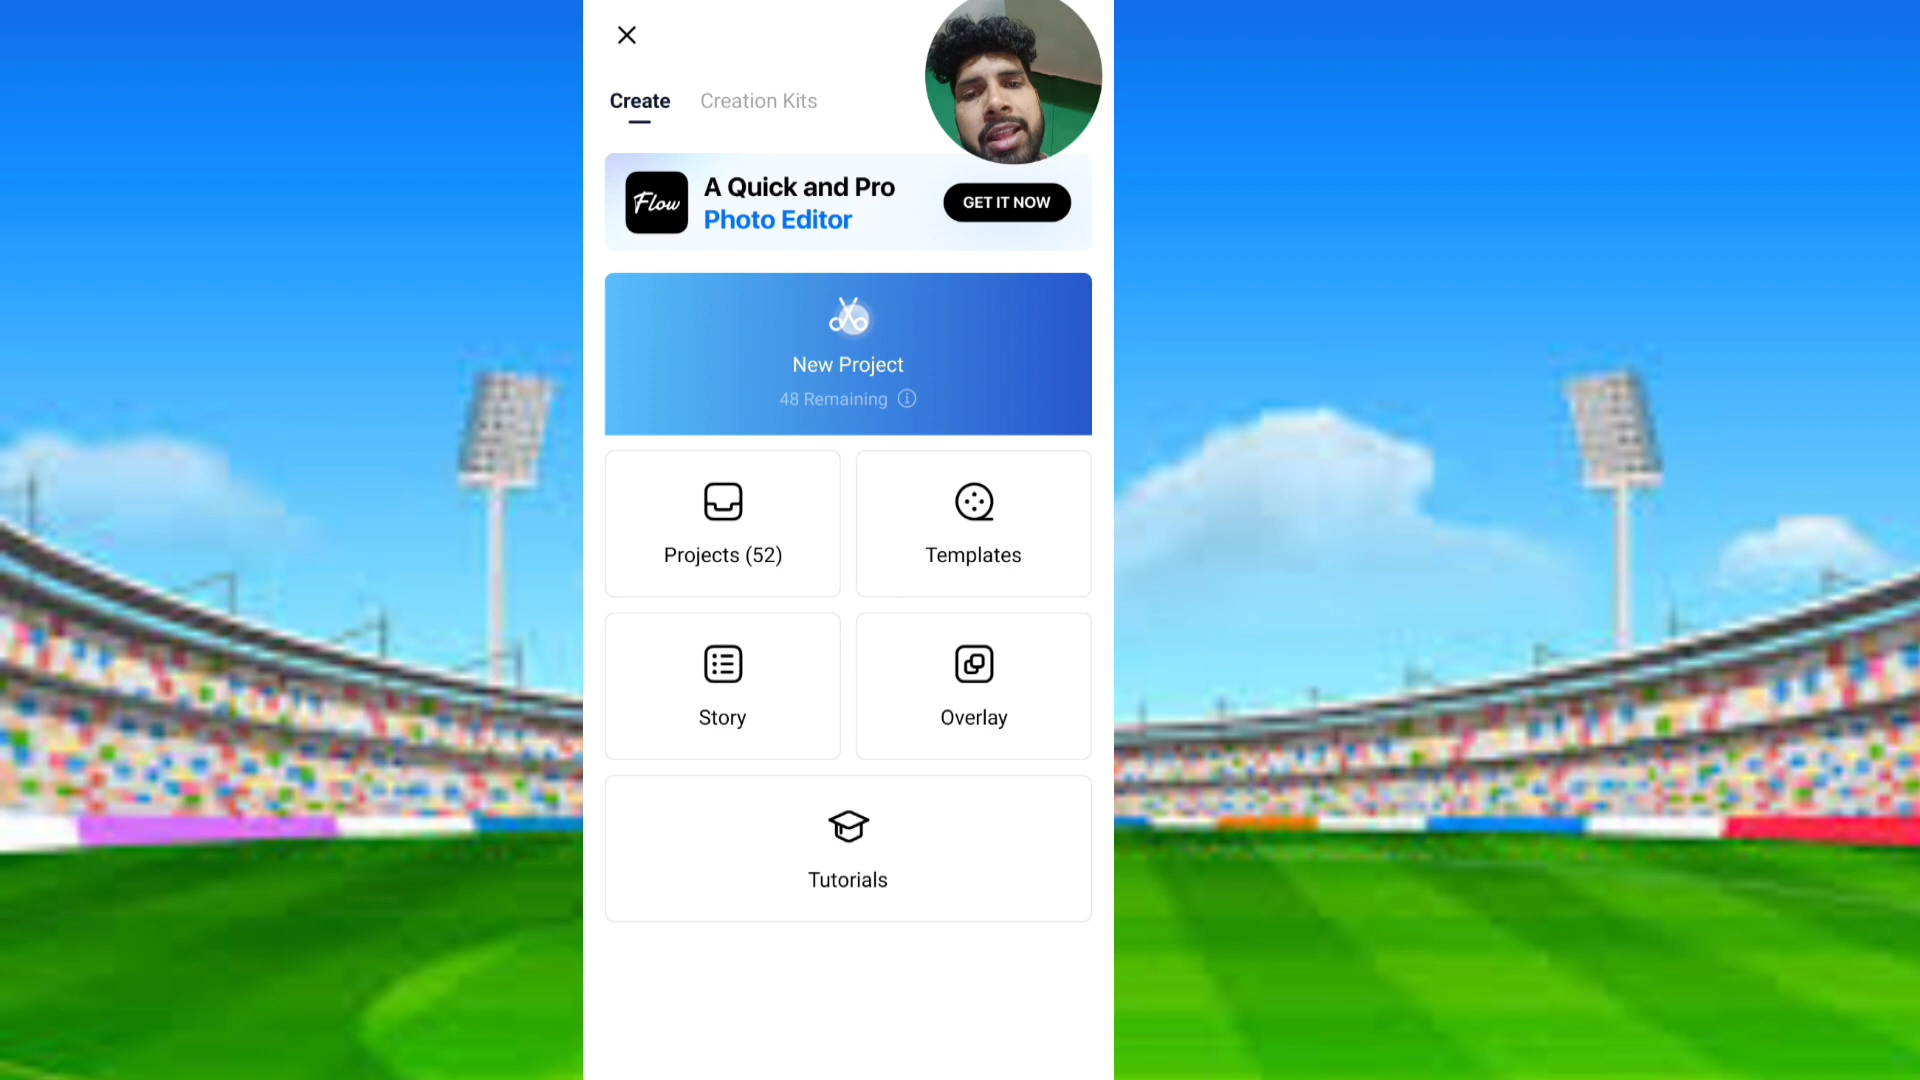 Create
Creation Kits
Flow
A Quick and Pro
Photo Editor
GET IT NOW
New Project
48 Remaining
Projects (52)
Templates
Story
Overlay
Tutorials